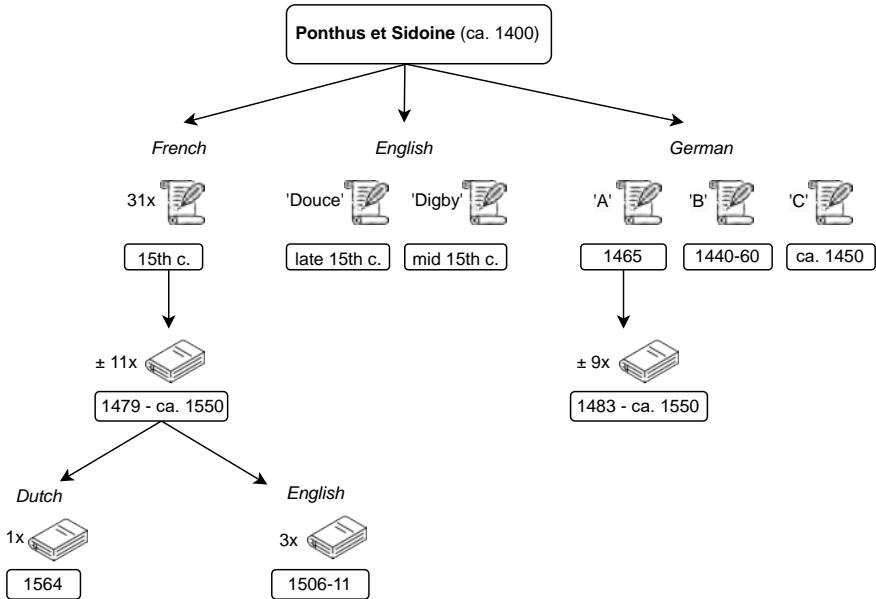 Ponthus et Sidoine (ca. 1400)
French
English
German
31x
'Douce'
'Digby'
'A'
'B'
'C'
15th c.
late 15th c.
mid 15th c.
1465
1440-60
ca. 1450
± 11x
± 9x
1479 - ca. 1550
1483 - ca. 1550
Dutch
English
1x
3x
1564
1506-11